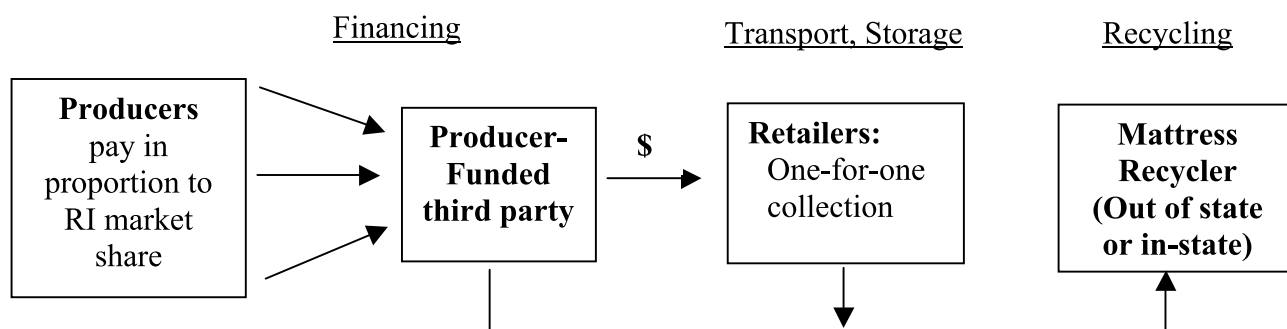 Financing
Transport, Storage
Recycling
Producers
pay in
proportion to
RI market
share
Producer-
Funded
third party
$
Retailers:
One-for-one
collection
Mattress
Recycler
(Out of state
or in-state)